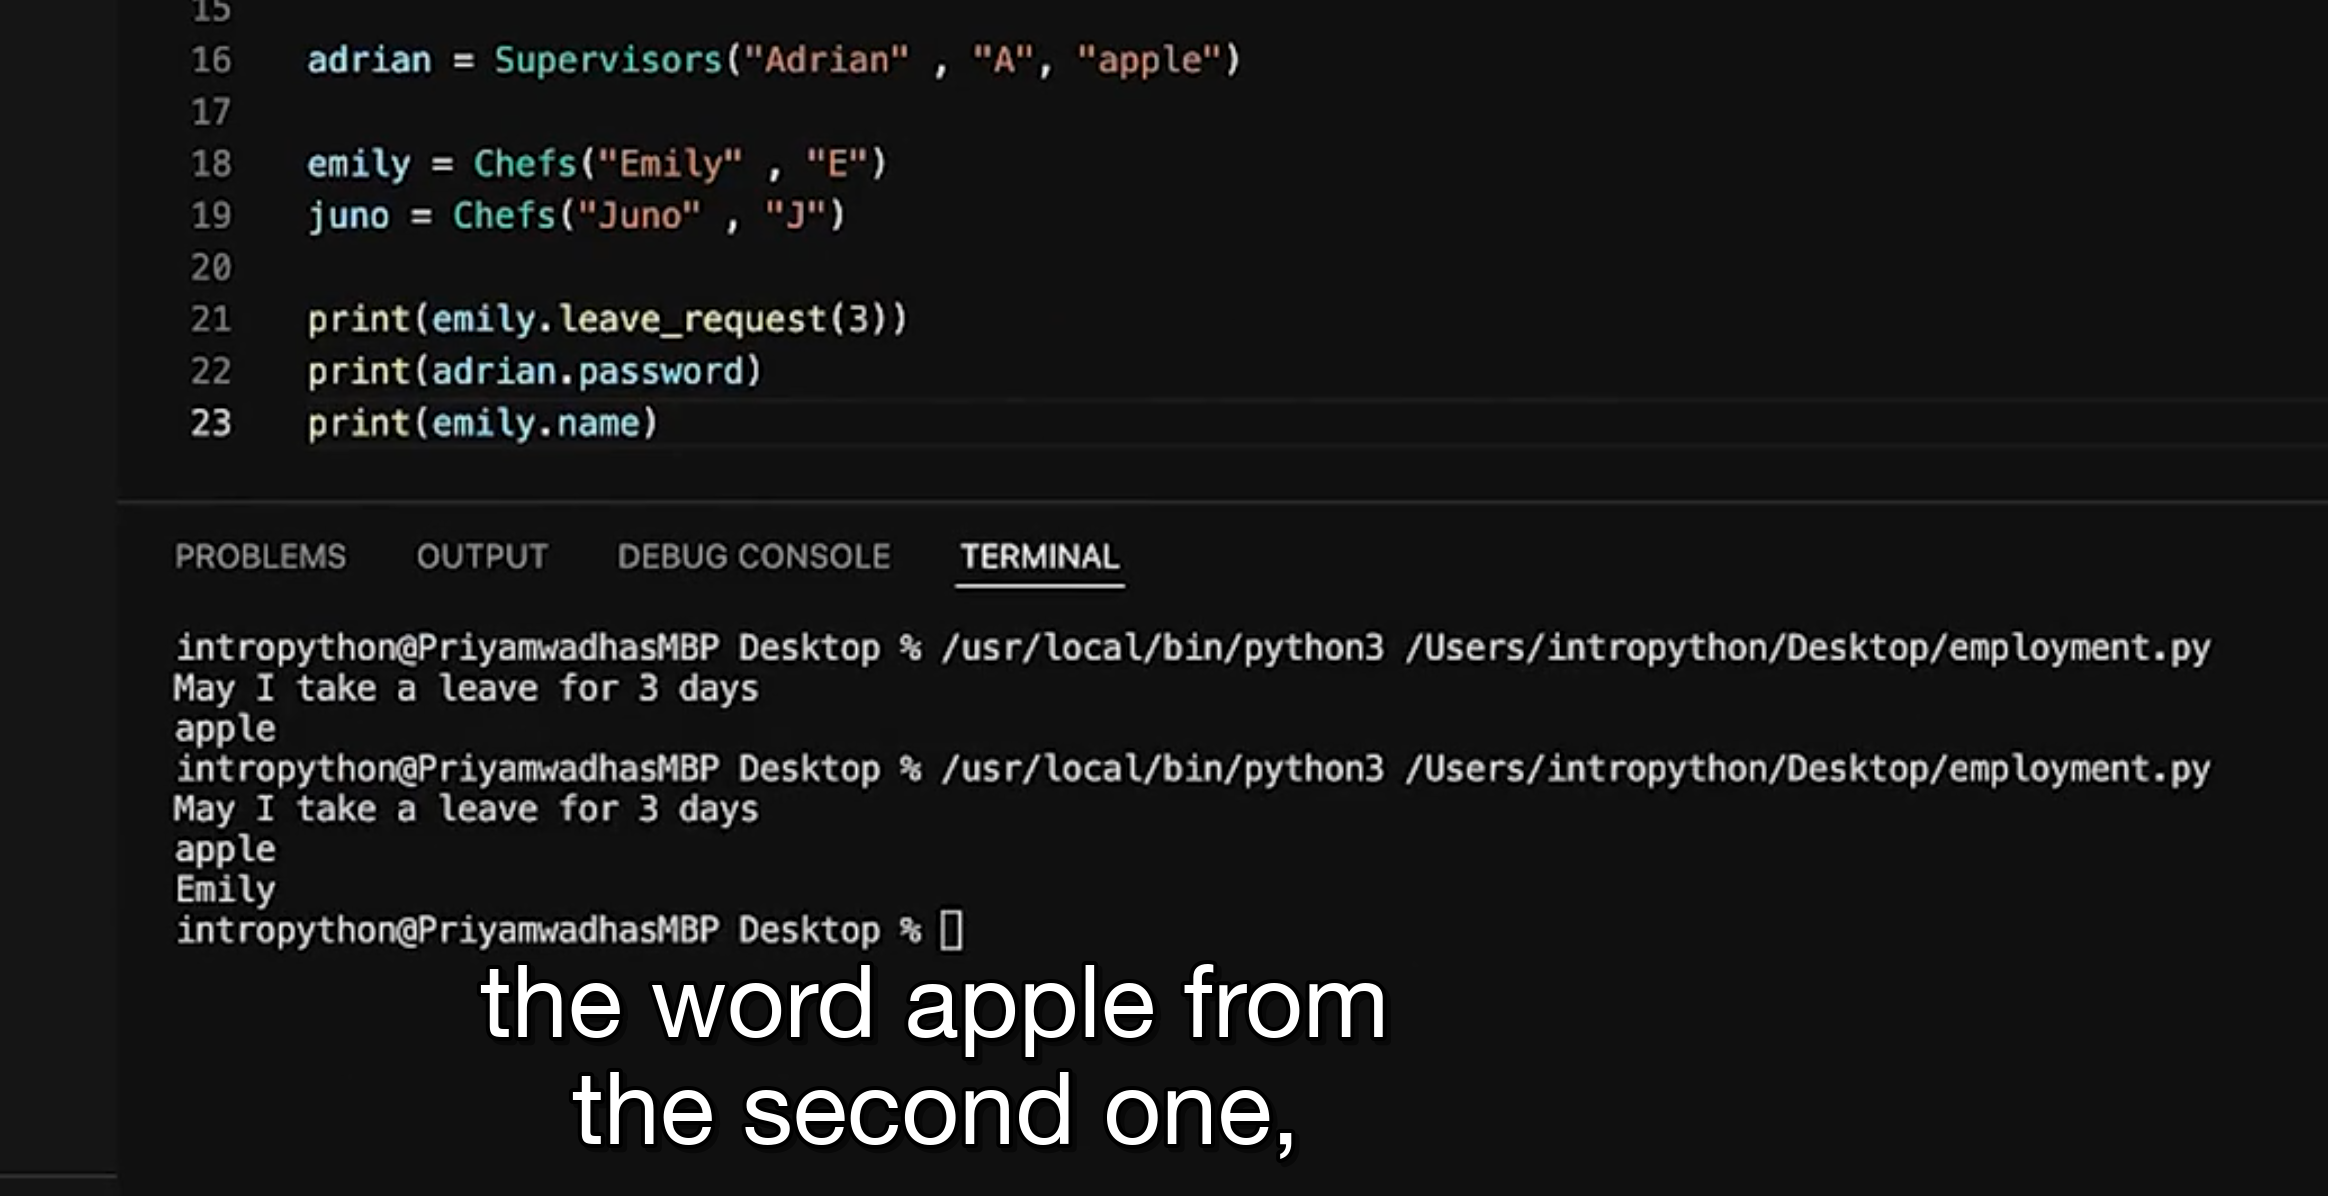 15
16 adrian = Supervisors("Adrian" , "A", "apple")
17
18 emily = Chefs("Emily" , "E")
19 juno = Chefs("Juno" , "J")
20
21 print(emily.leave_request(3))
22 print(adrian.password)
23 print(emily.name)
PROBLEMS OUTPUT DEBUG CONSOLE TERMINAL
intropython@PriyamwadhasMBP Desktop % /usr/local/bin/python3 /Users/intropython/Desktop/employment.py
May I take a leave for 3 days
apple
intropython@PriyamwadhasMBP Desktop % /usr/local/bin/python3 /Users/intropython/Desktop/employment.py
May I take a leave for 3 days
apple
Emily
intropython@PriyamwadhasMBP Desktop %
the word apple from
the second one,